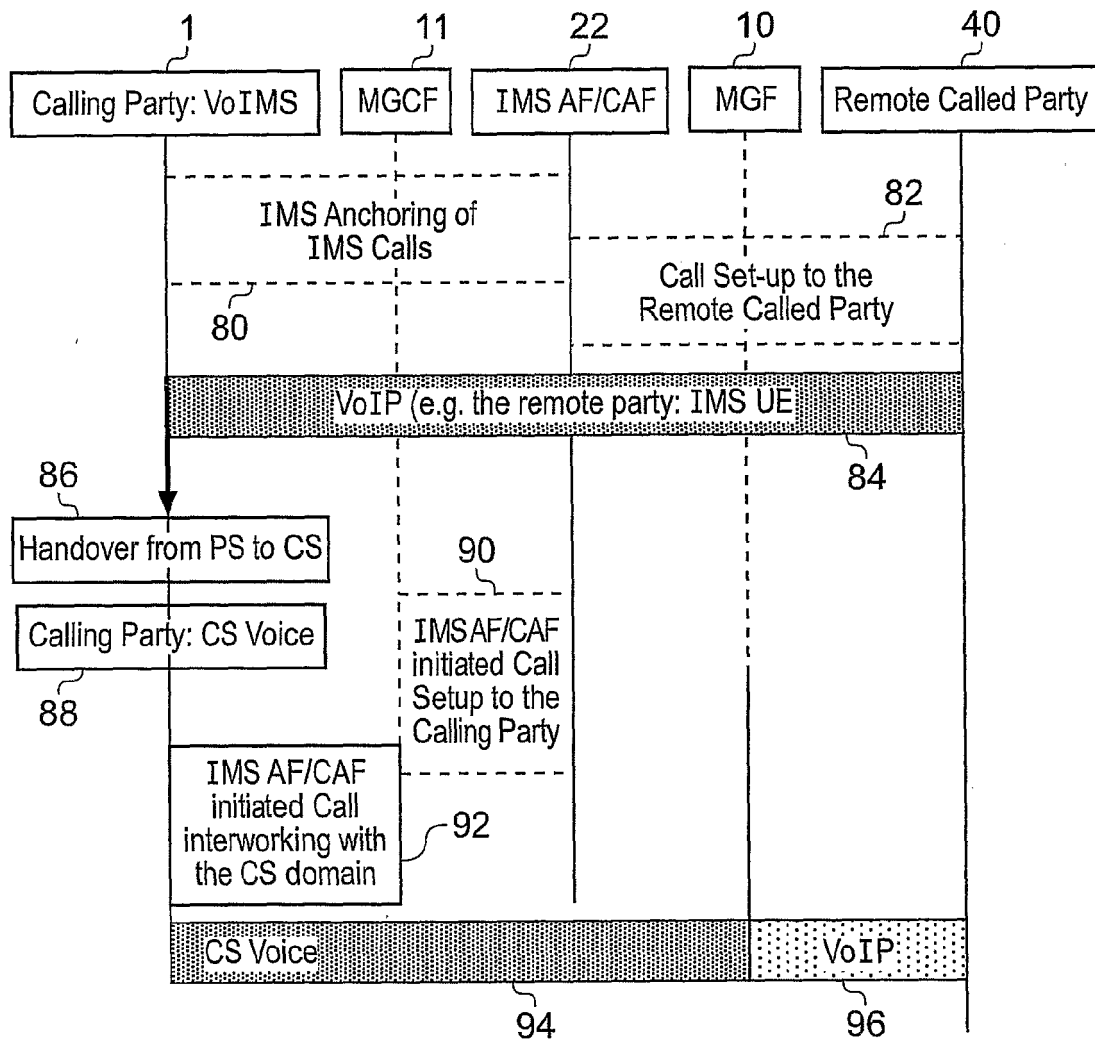 1
11
22
10
40
Calling Party: VoIMS
MGCF
IMS AF/CAF
MGF
Remote Called Party
IMS Anchoring of
IMS Calls
80
82
Call Set-up to the
Remote Called Party
VoIP (e.g. the remote party: IMS UE
84
86
Handover from PS to CS
Calling Party: CS Voice
88
90
IMS AF/CAF
initiated Call
Setup to the
Calling Party
IMS AF/CAF
initiated Call
interworking with
the CS domain
92
CS Voice
VoIP
94
96